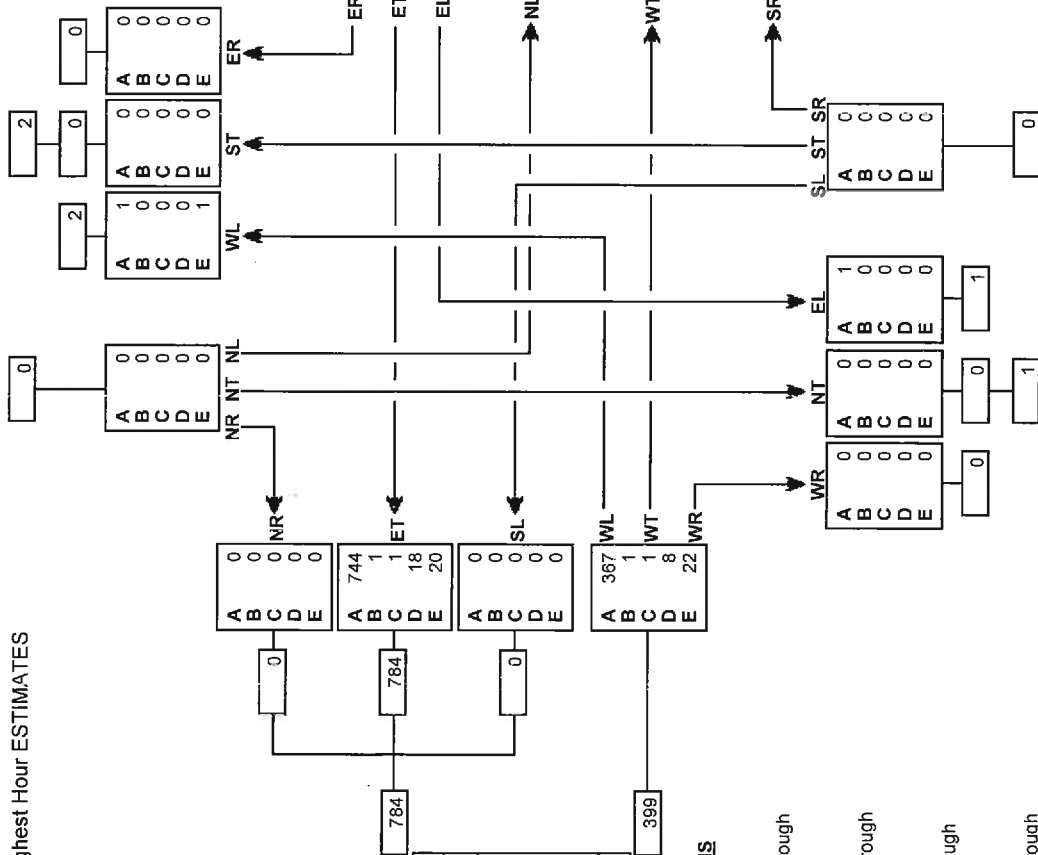 ghest Hour ESTIMATES
0
2
2
0
0
A 0
B 0
C 0
D 0
E 0
A 1
B 0
C 0
D 0
E 1
A 0
B 0
C 0
D 0
E 0
A 0
B 0
C 0
D 0
E 0
NR NT NL
WL
ST
ER
0
A 0
B 0
C 0
D 0
E 0
NR
ER
784
784
A 744
B 1
C 1
D 18
E 20
ET
EL
0
A 0
B 0
C 0
D 0
E 0
SL
NL
399
A 367
B 1
C 1
D 8
E 22
WL
WT
WR
WT
SR
ough
rough
ugh
rough
WR
NT
EL
SL ST SR
A 0
B 0
C 0
D 0
E 0
A 0
B 0
C 0
D 0
E 0
A 1
B 0
C 0
D 0
E 0
A 0
B 0
C 0
D 0
E 0
0
0
1
1
0